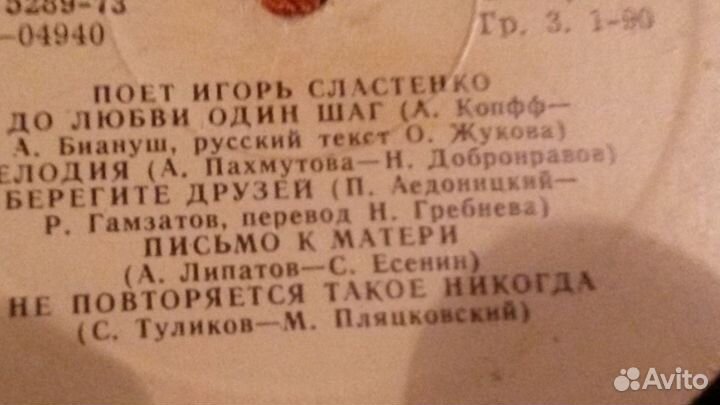 5289-73
-04940
Гр. 3. 1-90
ПОЕТ ИГОРЬ СЛАСТЕНКО
ДО ЛЮБВИ ОДИН ШАГ (А. Копфф—
А. Биануш, русский текст О. Жукова)
ЕЛОДИЯ (А. Пахмутова—Н. Добронравов)
БЕРЕГИТЕ ДРУЗЕЙ (П. Аедоницкий—
Р. Гамзатов, перевод Н. Гребнева)
ПИСЬМО К МАТЕРИ
(А. Липатов—С. Есенин)
НЕ ПОВТОРЯЕТСЯ ТАКОЕ НИКОГДА
(С. Туликов—М. Пляцковский)
Avito